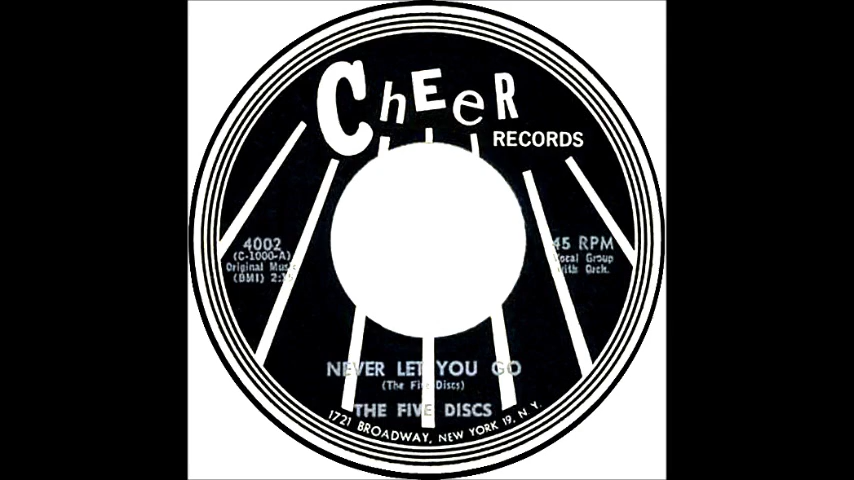 CheeR
RECORDS
4002
(C-1000-A)
Original Music
(BMI)
45 RPM
Vocal Group
with Orch.
NEVER LET YOU GO
(The Five Discs)
THE FIVE DISCS
1721 BROADWAY, NEW YORK 19, N.Y.